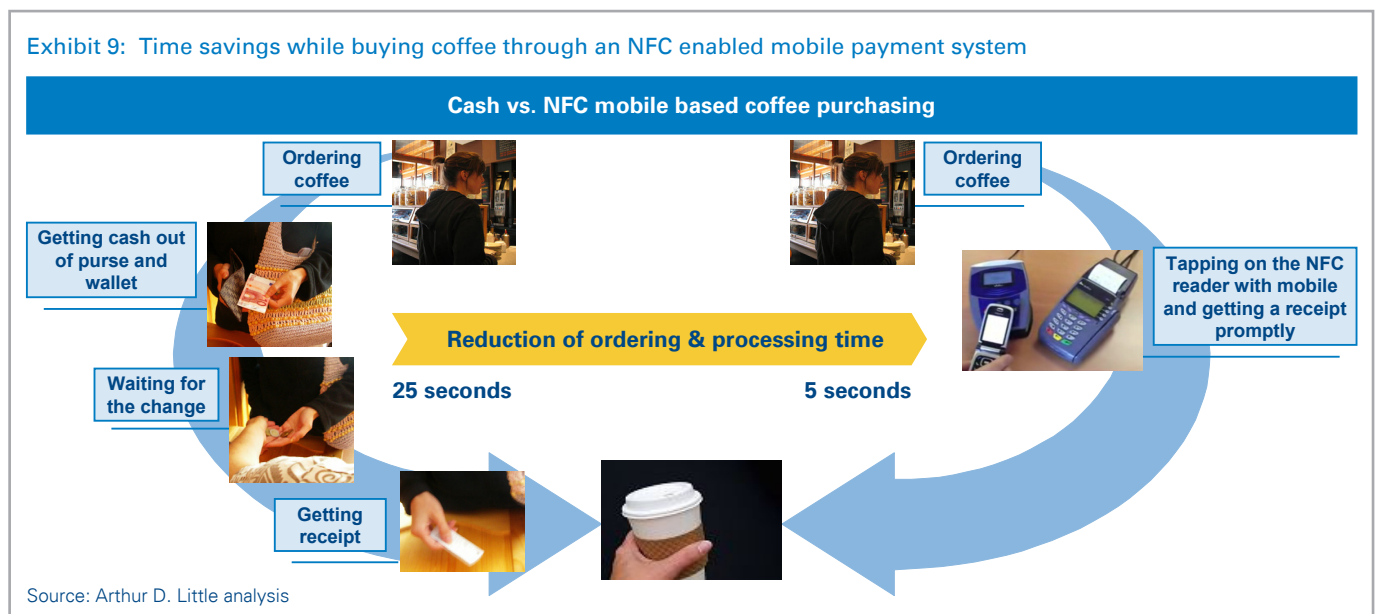 Exhibit 9: Time savings while buying coffee through an NFC enabled mobile payment system
Cash vs. NFC mobile based coffee purchasing
Ordering
coffee
Getting cash out
of purse and
wallet
Waiting for
the change
Getting
receipt
Reduction of ordering & processing time
25 seconds
5 seconds
Ordering
coffee
Tapping on the NFC
reader with mobile
and getting a receipt
promptly
Source: Arthur D. Little analysis